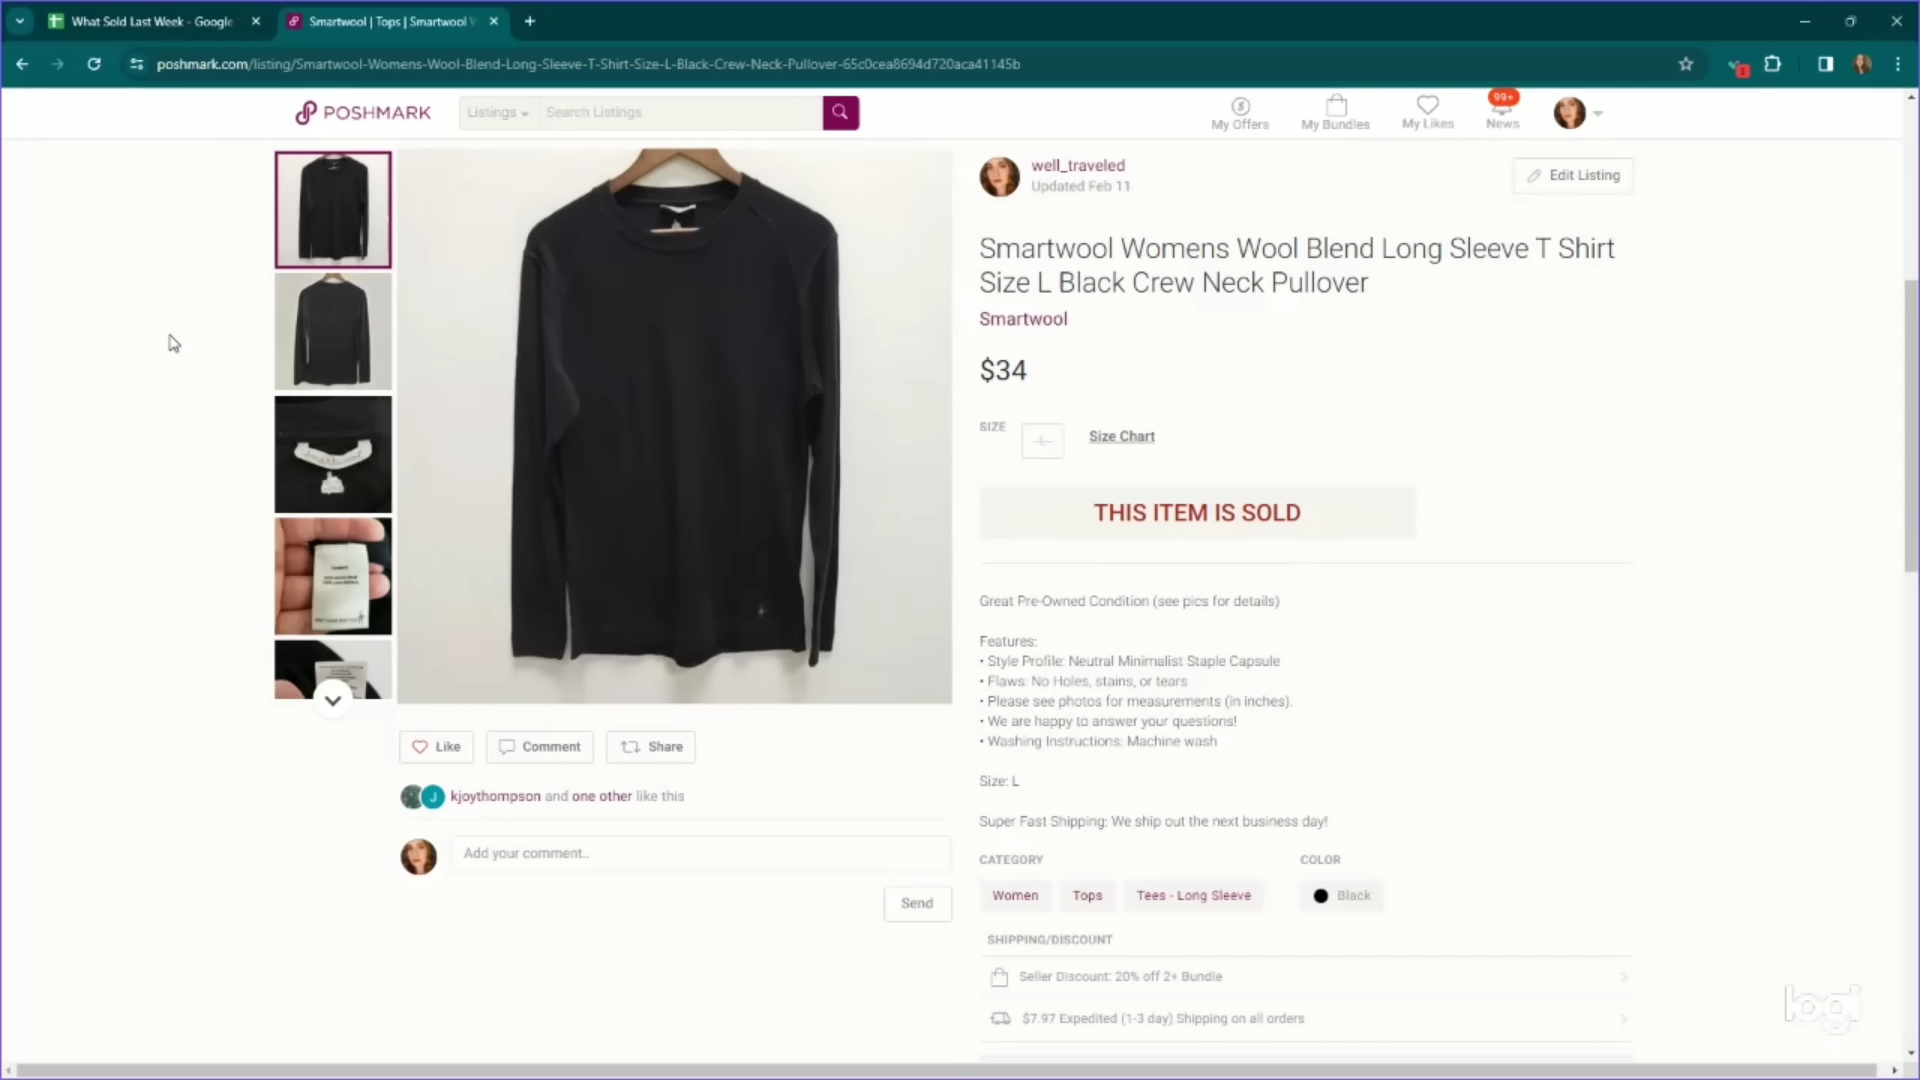 What Sold Last Week - Google
Smartwool | Tops | Smartwool W
poshmark.com/listing/Smartwool-Womens-Wool-Blend-Long-Sleeve-T-Shirt-Size-L-Black-Crew-Neck-Pullover-65c0cea8694d720aca41145b
POSHMARK
Listings
Search Listings
My Offers
My Bundles
My Likes
99+
News
well_traveled
Updated Feb 11
Edit Listing
Smartwool Womens Wool Blend Long Sleeve T Shirt
Size L Black Crew Neck Pullover
Smartwool
$34
SIZE
L
Size Chart
THIS ITEM IS SOLD
Great Pre-Owned Condition (see pics for details)
Features:
• Style Profile: Neutral Minimalist Staple Capsule
• Flaws: No Holes, stains, or tears
• Please see photos for measurements (in inches).
• We are happy to answer your questions!
• Washing Instructions: Machine wash
Size: L
Super Fast Shipping: We ship out the next business day!
CATEGORY
COLOR
Women
Tops
Tees - Long Sleeve
Black
SHIPPING/DISCOUNT
Seller Discount: 20% off 2+ Bundle
$7.97 Expedited (1-3 day) Shipping on all orders
Like
Comment
Share
J
kjoythompson and one other like this
Add your comment..
Send
logi